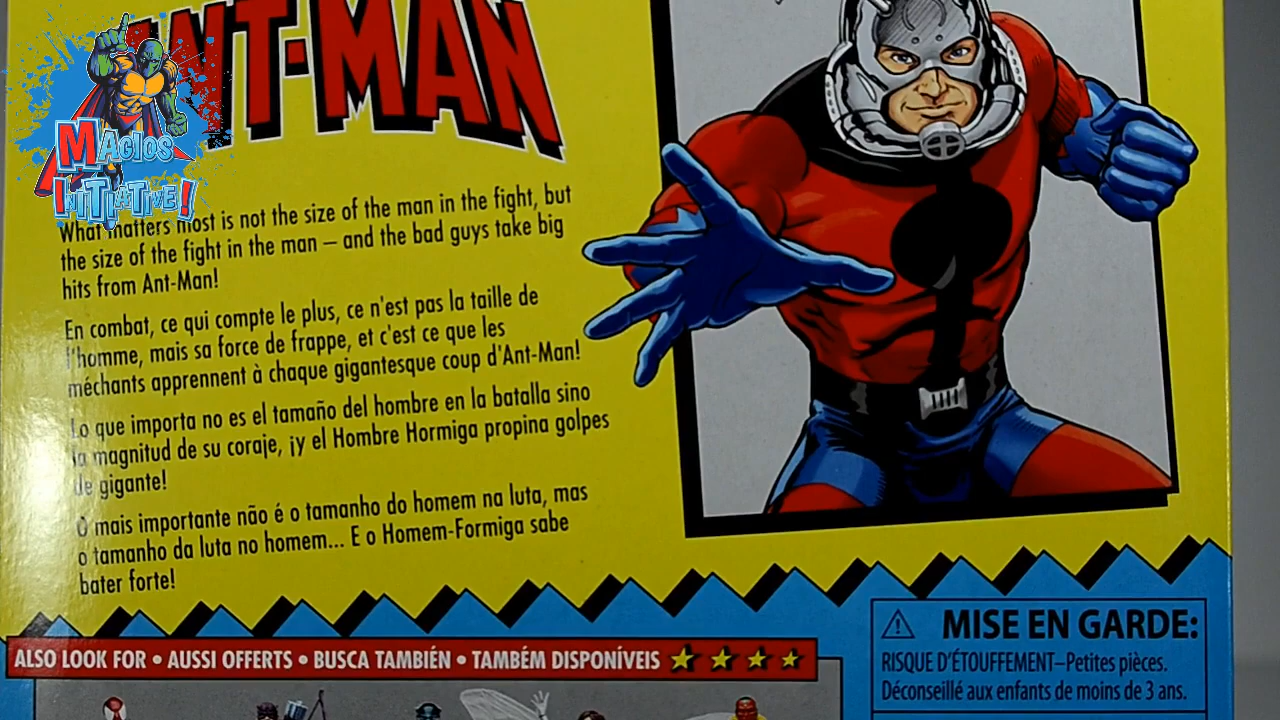 ANT-MAN
MAGIOS
INITIATIVE!
What matters most is not the size of the man in the fight, but
the size of the fight in the man – and the bad guys take big
hits from Ant-Man!
En combat, ce qui compte le plus, ce n'est pas la taille de
l'homme, mais sa force de frappe, et c'est ce que les
méchants apprennent à chaque gigantesque coup d'Ant-Man!
Lo que importa no es el tamaño del hombre en la batalla sino
la magnitud de su coraje, ¡y el Hombre Hormiga propina golpes
de gigante!
O mais importante não é o tamanho do homem na luta, mas
o tamanho da luta no homem... E o Homem-Formiga sabe
bater forte!
ALSO LOOK FOR • AUSSI OFFERTS • BUSCA TAMBIÉN • TAMBÉM DISPONÍVEIS
MISE EN GARDE:
RISQUE D'ÉTOUFFEMENT–Petites pièces.
Déconseillé aux enfants de moins de 3 ans.